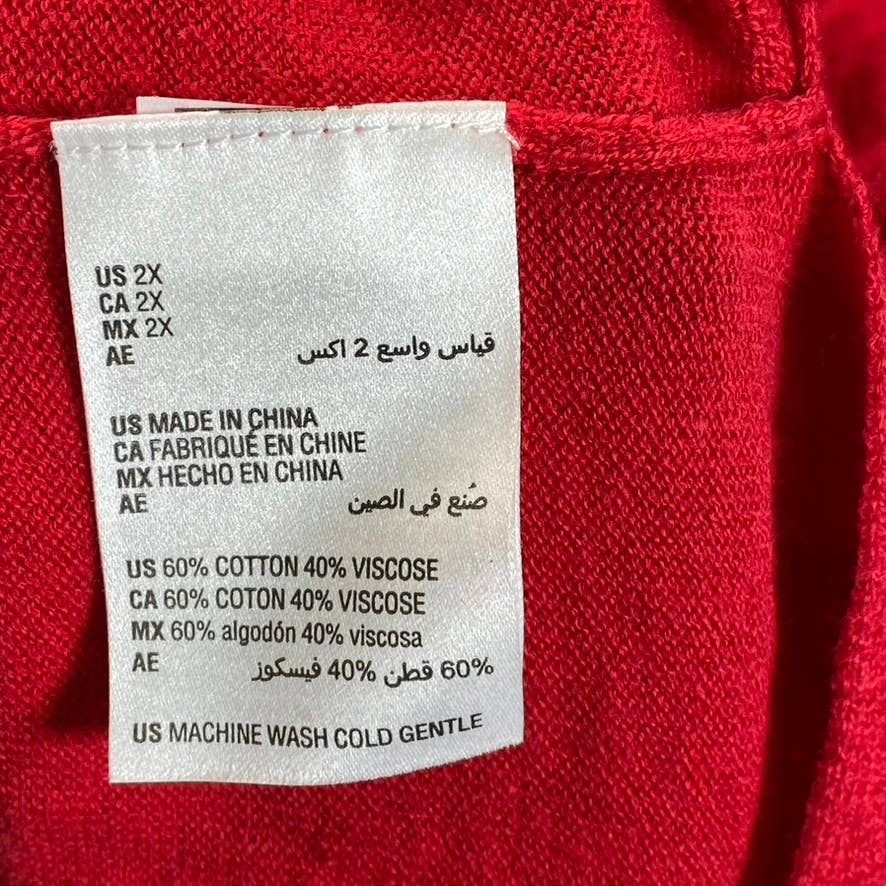 US 2X
CA 2X
MX 2X
AE قياس واسع 2 اكس
US MADE IN CHINA
CA FABRIQUÉ EN CHINE
MX HECHO EN CHINA
AE صُنع في الصين
US 60% COTTON 40% VISCOSE
CA 60% COTON 40% VISCOSE
MX 60% algodón 40% viscosa
AE 60% قطن 40% فيسكوز
US MACHINE WASH COLD GENTLE